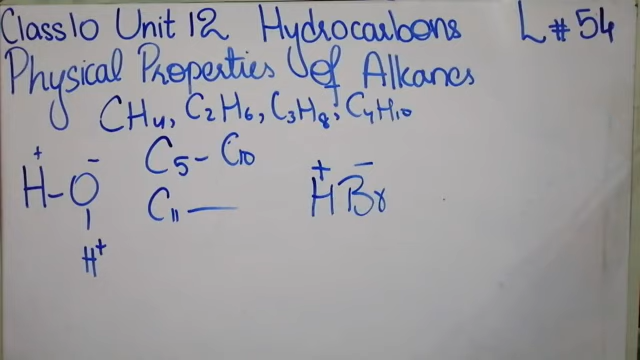 Class10 Unit 12 Hydrocarbons L # 54
Physical Properties of Alkanes
CH4, C2H6, C3H8, C4H10
C5 - C10
+ -
H-O
H+
C11 —
+ -
HBr